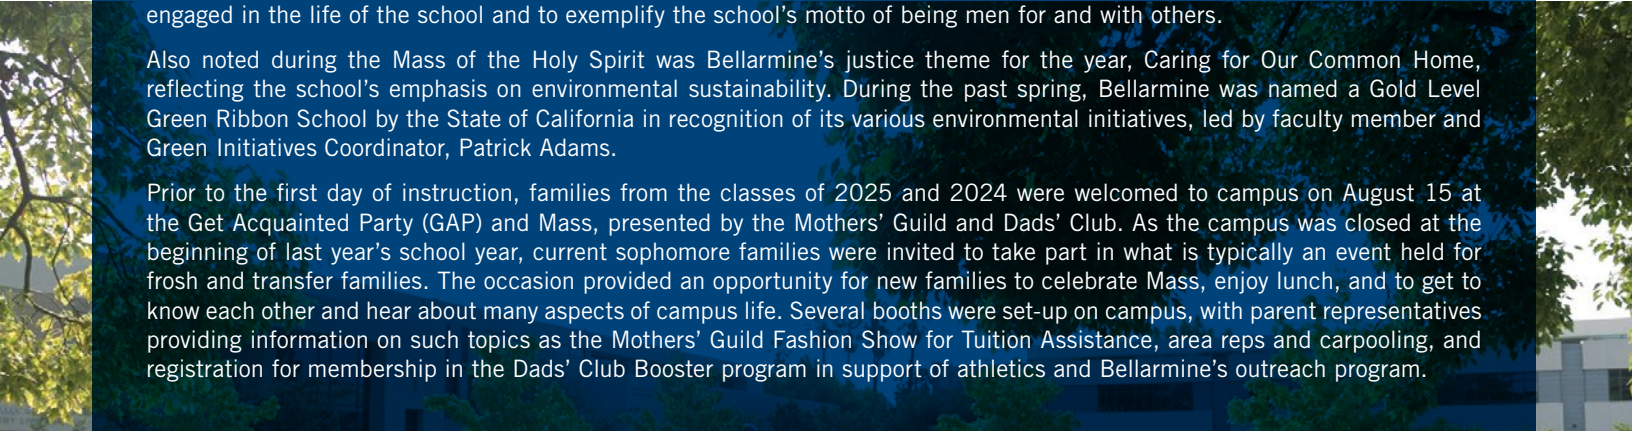 engaged in the life of the school and to exemplify the school’s motto of being men for and with others.
Also noted during the Mass of the Holy Spirit was Bellarmine’s justice theme for the year, Caring for Our Common Home,
reflecting the school’s emphasis on environmental sustainability. During the past spring, Bellarmine was named a Gold Level
Green Ribbon School by the State of California in recognition of its various environmental initiatives, led by faculty member and
Green Initiatives Coordinator, Patrick Adams.
Prior to the first day of instruction, families from the classes of 2025 and 2024 were welcomed to campus on August 15 at
the Get Acquainted Party (GAP) and Mass, presented by the Mothers’ Guild and Dads’ Club. As the campus was closed at the
beginning of last year’s school year, current sophomore families were invited to take part in what is typically an event held for
frosh and transfer families. The occasion provided an opportunity for new families to celebrate Mass, enjoy lunch, and to get to
know each other and hear about many aspects of campus life. Several booths were set-up on campus, with parent representatives
providing information on such topics as the Mothers’ Guild Fashion Show for Tuition Assistance, area reps and carpooling, and
registration for membership in the Dads’ Club Booster program in support of athletics and Bellarmine’s outreach program.